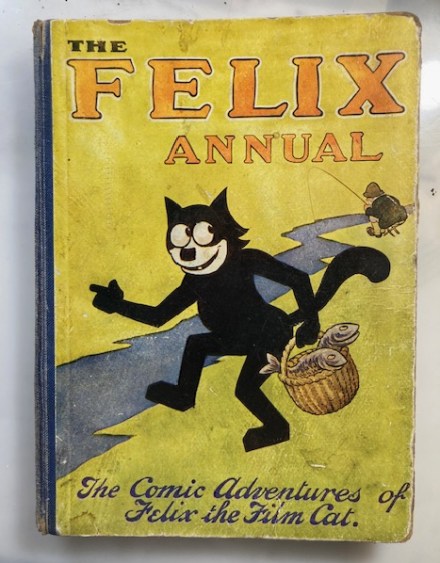 THE
FELIX
ANNUAL
The Comic Adventures of
Felix the Film Cat.